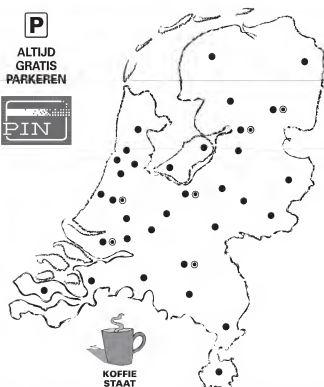 P
ALTIJD
GRATIS
PARKEREN
PIN
KOFFIE
STAAT